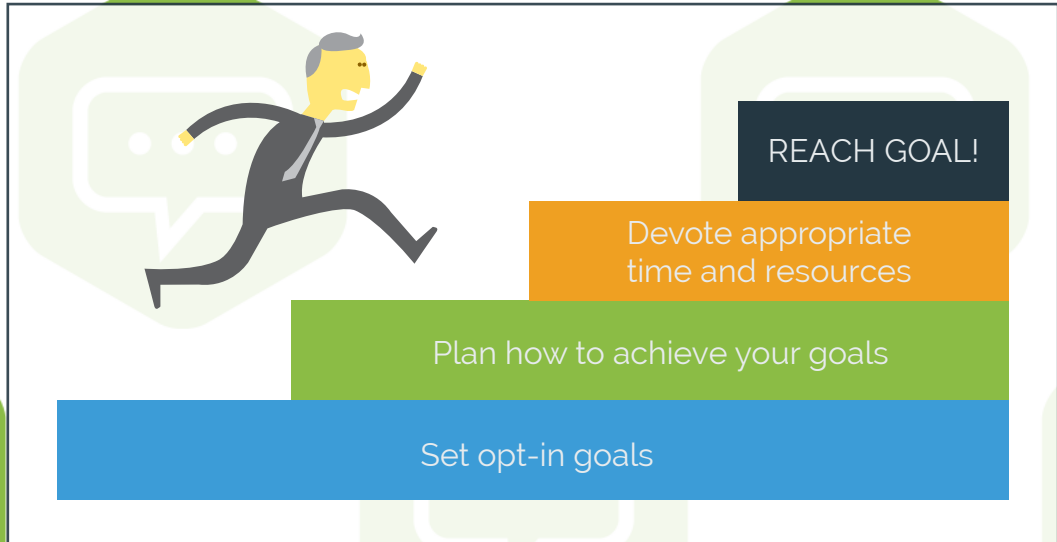 REACH GOAL!
Devote appropriate
time and resources
Plan how to achieve your goals
Set opt-in goals